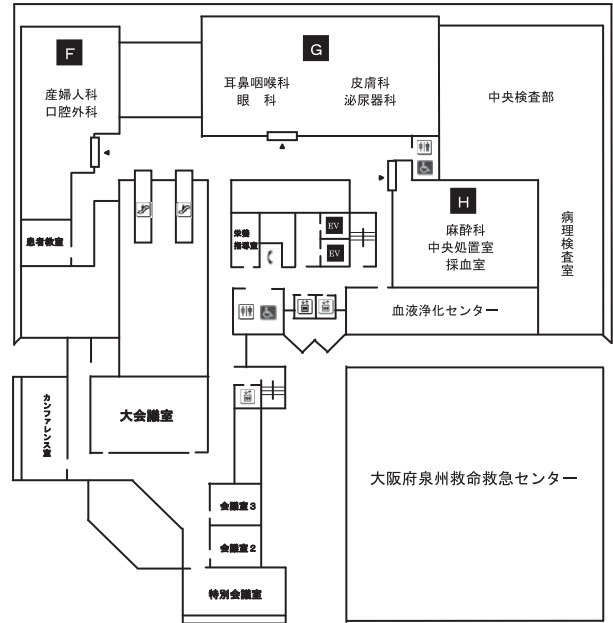 F
産婦人科
口腔外科
G
耳鼻咽喉科
眼　科
皮膚科
泌尿器科
中央検査部
H
麻酔科
中央処置室
採血室
病理検査室
患者教室
栄養
指導室
EV
EV
血液浄化センター
カンファレンス室
大会議室
大阪府泉州救命救急センター
会議室3
会議室2
特別会議室